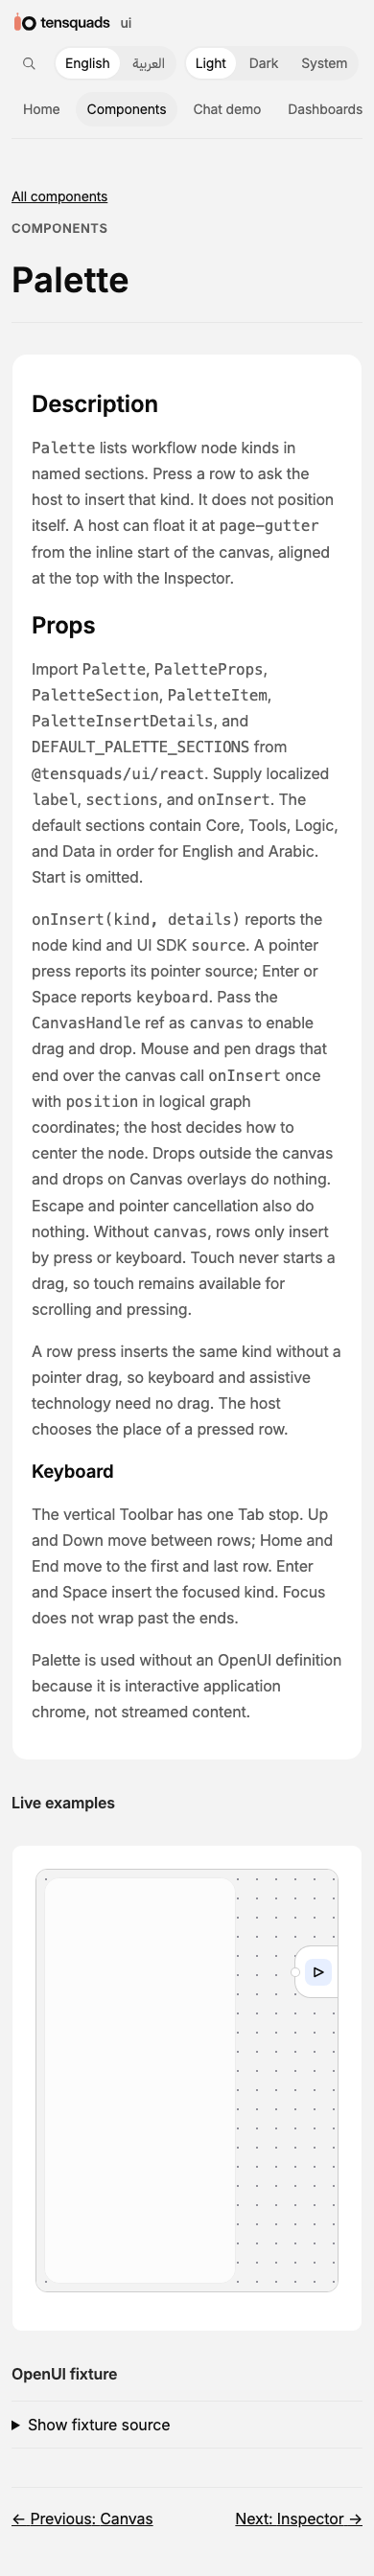 tensquads ui
English العربية Light Dark System
Home Components Chat demo Dashboards
All components
COMPONENTS
Palette
Description
Palette lists workflow node kinds in
named sections. Press a row to ask the
host to insert that kind. It does not position
itself. A host can float it at page-gutter
from the inline start of the canvas, aligned
at the top with the Inspector.
Props
Import Palette, PaletteProps,
PaletteSection, PaletteItem,
PaletteInsertDetails, and
DEFAULT_PALETTE_SECTIONS from
@tensquads/ui/react. Supply localized
label, sections, and onInsert. The
default sections contain Core, Tools, Logic,
and Data in order for English and Arabic.
Start is omitted.
onInsert(kind, details) reports the
node kind and UI SDK source. A pointer
press reports its pointer source; Enter or
Space reports keyboard. Pass the
CanvasHandle ref as canvas to enable
drag and drop. Mouse and pen drags that
end over the canvas call onInsert once
with position in logical graph
coordinates; the host decides how to
center the node. Drops outside the canvas
and drops on Canvas overlays do nothing.
Escape and pointer cancellation also do
nothing. Without canvas, rows only insert
by press or keyboard. Touch never starts a
drag, so touch remains available for
scrolling and pressing.
A row press inserts the same kind without a
pointer drag, so keyboard and assistive
technology need no drag. The host
chooses the place of a pressed row.
Keyboard
The vertical Toolbar has one Tab stop. Up
and Down move between rows; Home and
End move to the first and last row. Enter
and Space insert the focused kind. Focus
does not wrap past the ends.
Palette is used without an OpenUI definition
because it is interactive application
chrome, not streamed content.
Live examples
OpenUI fixture
Show fixture source
← Previous: Canvas Next: Inspector →